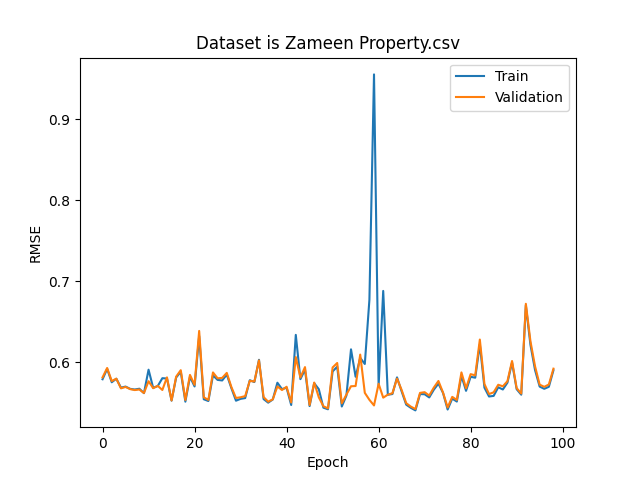 Dataset is Zameen Property.csv
Train
Validation
0.9
0.8
0.7
0.6
RMSE
0 20 40 60 80 100
Epoch